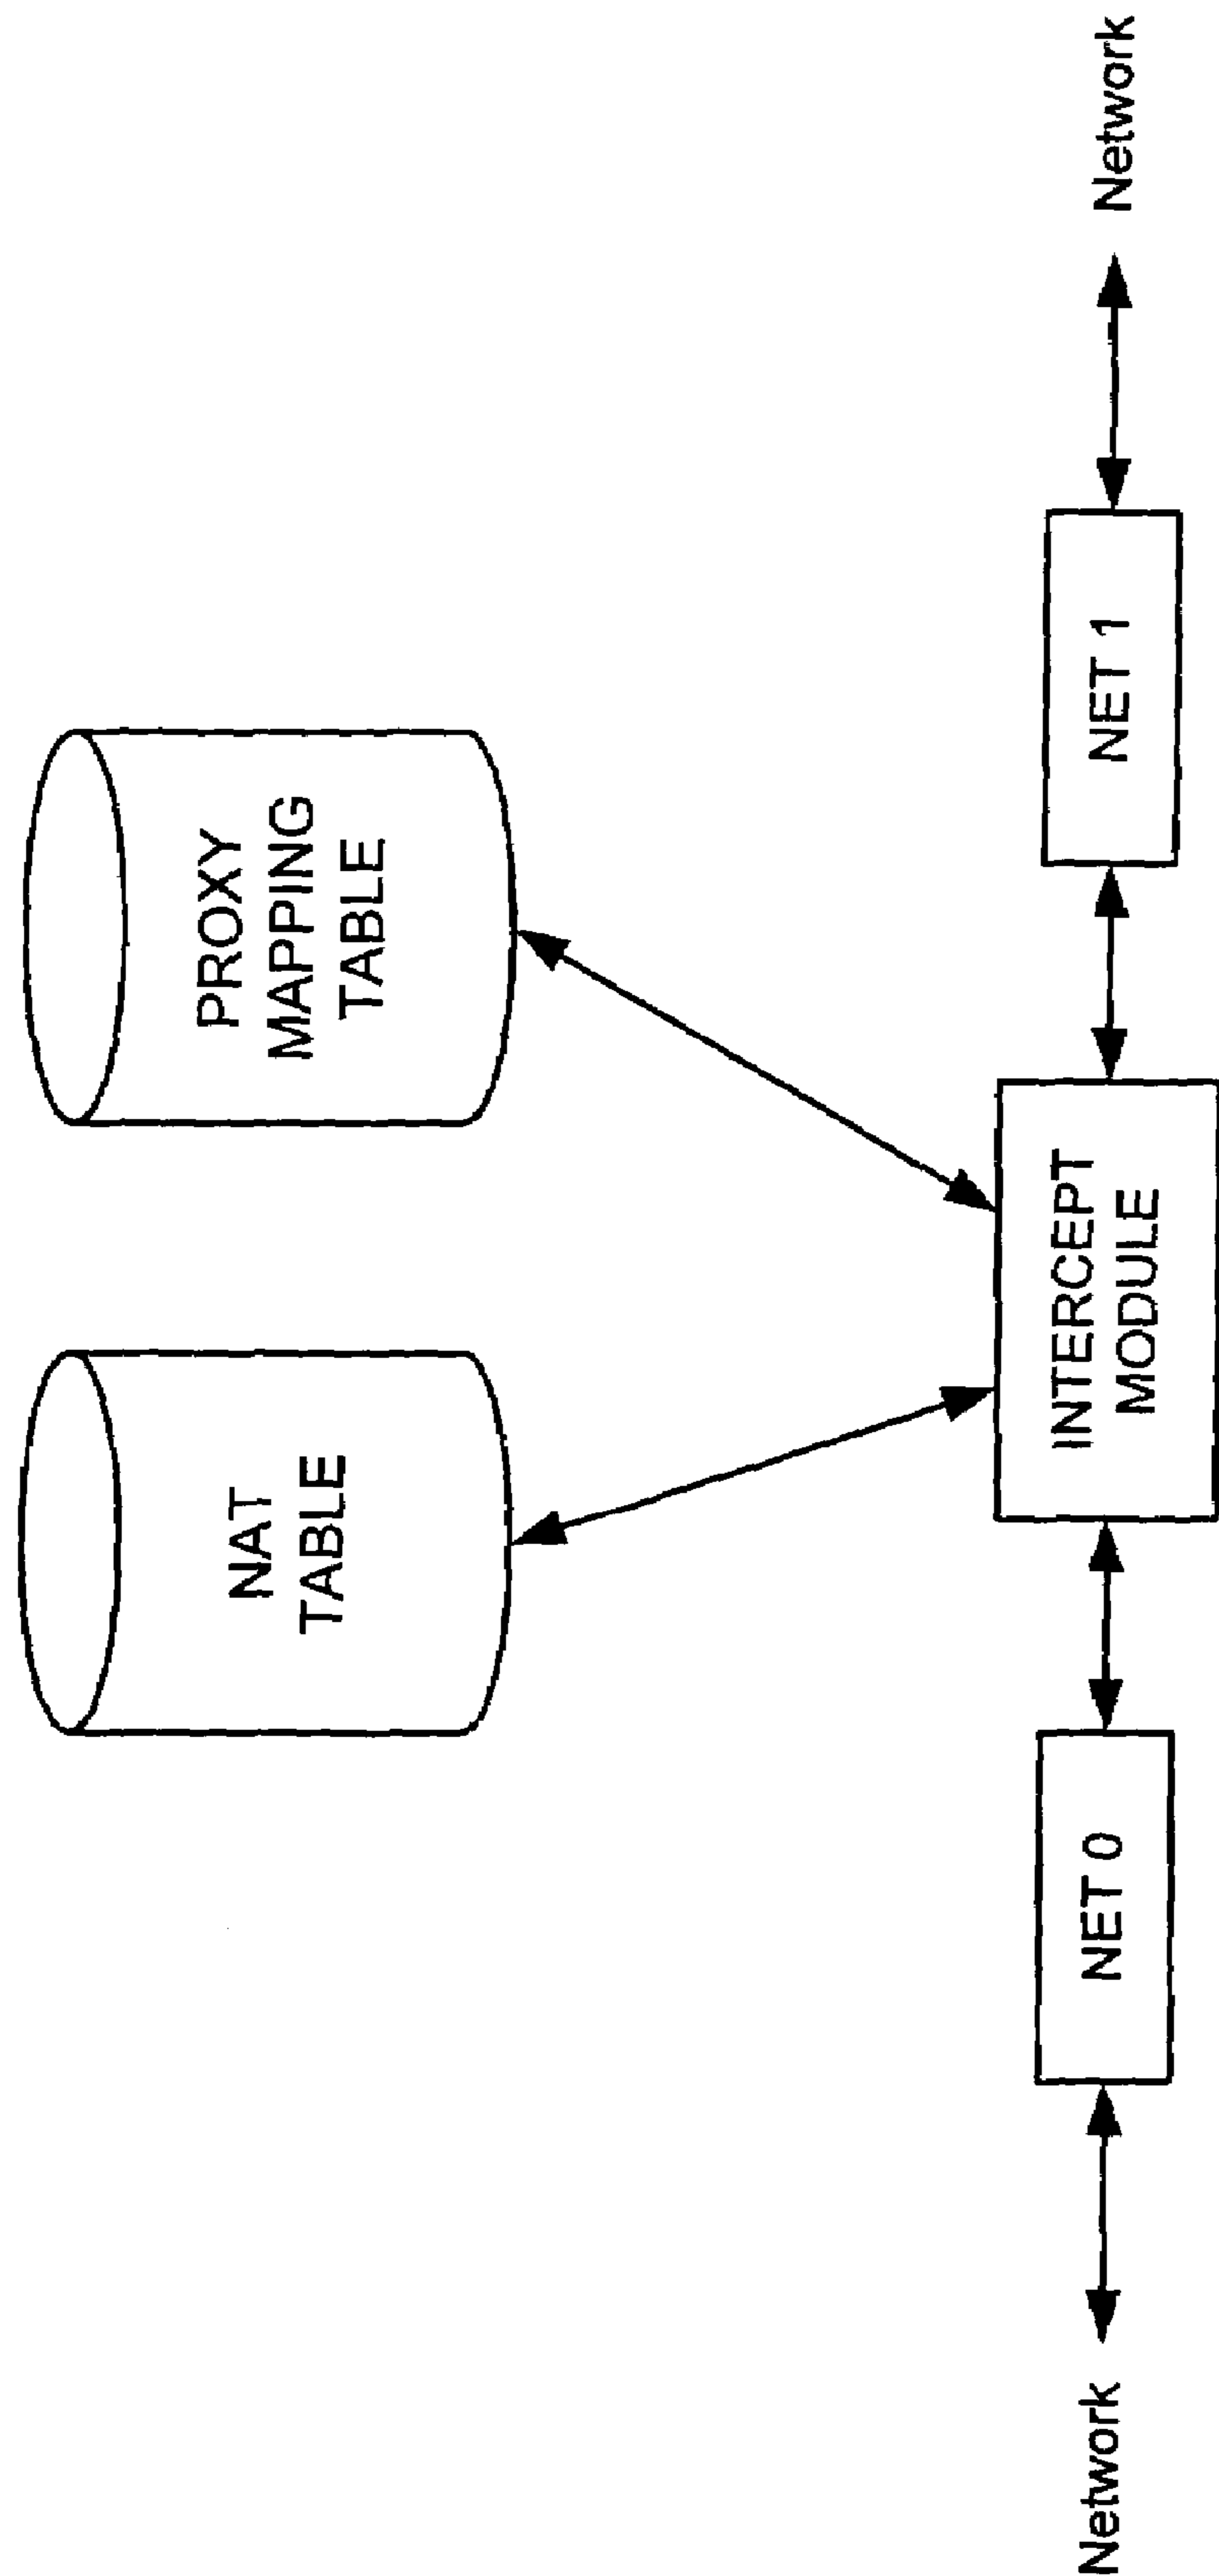 NAT
TABLE
PROXY
MAPPING
TABLE
Network
NET 0
INTERCEPT
MODULE
NET 1
Network